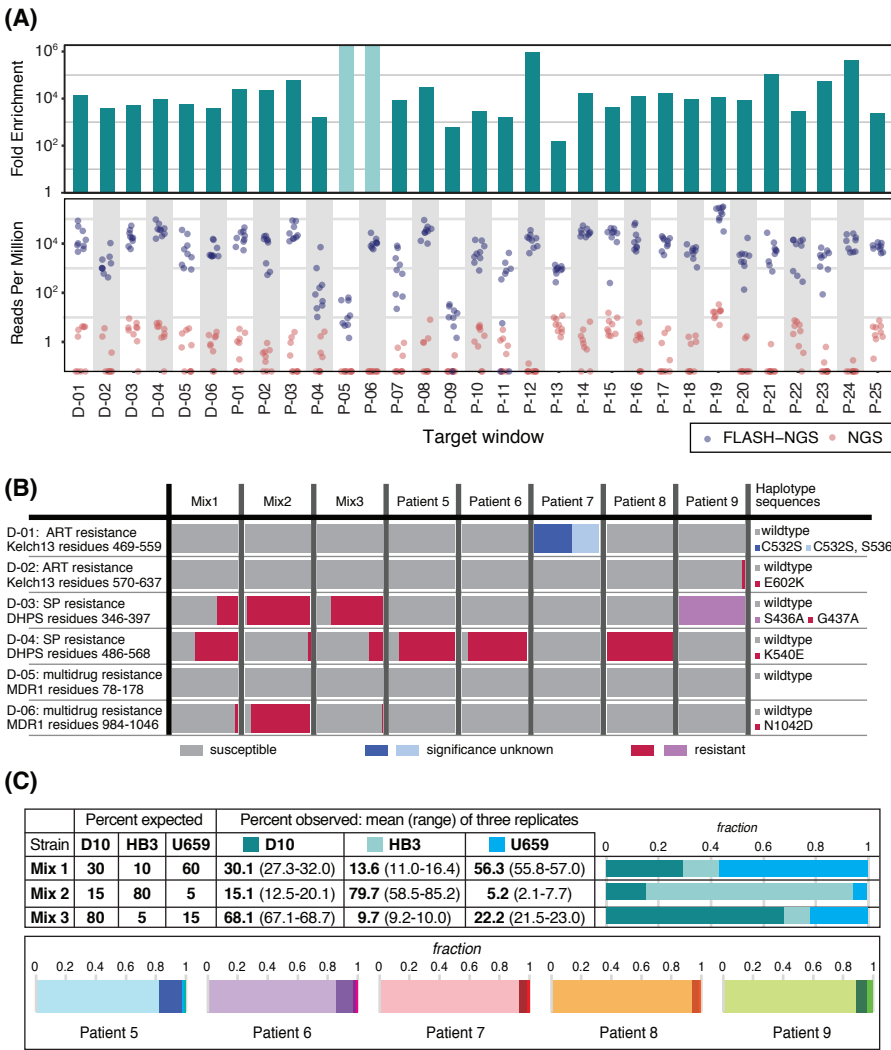 (A)
Fold Enrichment
10^6
10^4
10^2
1
Reads Per Million
10^4
10^2
1
D-01 D-02 D-03 D-04 D-05 D-06 P-01 P-02 P-03 P-04 P-05 P-06 P-07 P-08 P-09 P-10 P-11 P-12 P-13 P-14 P-15 P-16 P-17 P-18 P-19 P-20 P-21 P-22 P-23 P-24 P-25
Target window
FLASH-NGS NGS
(B)
Mix1 Mix2 Mix3 Patient 5 Patient 6 Patient 7 Patient 8 Patient 9 Haplotype
sequences
D-01: ART resistance
Kelch13 residues 469-559
wildtype
C532S C532S, S536
D-02: ART resistance
Kelch13 residues 570-637
wildtype
E602K
D-03: SP resistance
DHPS residues 346-397
wildtype
S436A G437A
D-04: SP resistance
DHPS residues 486-568
wildtype
K540E
D-05: multidrug resistance
MDR1 residues 78-178
wildtype
D-06: multidrug resistance
MDR1 residues 984-1046
wildtype
N1042D
susceptible significance unknown resistant
(C)
Percent expected Percent observed: mean (range) of three replicates
Strain D10 HB3 U659 D10 HB3 U659
Mix 1 30 10 60 30.1 (27.3-32.0) 13.6 (11.0-16.4) 56.3 (55.8-57.0)
Mix 2 15 80 5 15.1 (12.5-20.1) 79.7 (58.5-85.2) 5.2 (2.1-7.7)
Mix 3 80 5 15 68.1 (67.1-68.7) 9.7 (9.2-10.0) 22.2 (21.5-23.0)
fraction
0 0.2 0.4 0.6 0.8 1
fraction
0 0.2 0.4 0.6 0.8 1 0 0.2 0.4 0.6 0.8 1 0 0.2 0.4 0.6 0.8 1 0 0.2 0.4 0.6 0.8 1 0 0.2 0.4 0.6 0.8 1
Patient 5 Patient 6 Patient 7 Patient 8 Patient 9